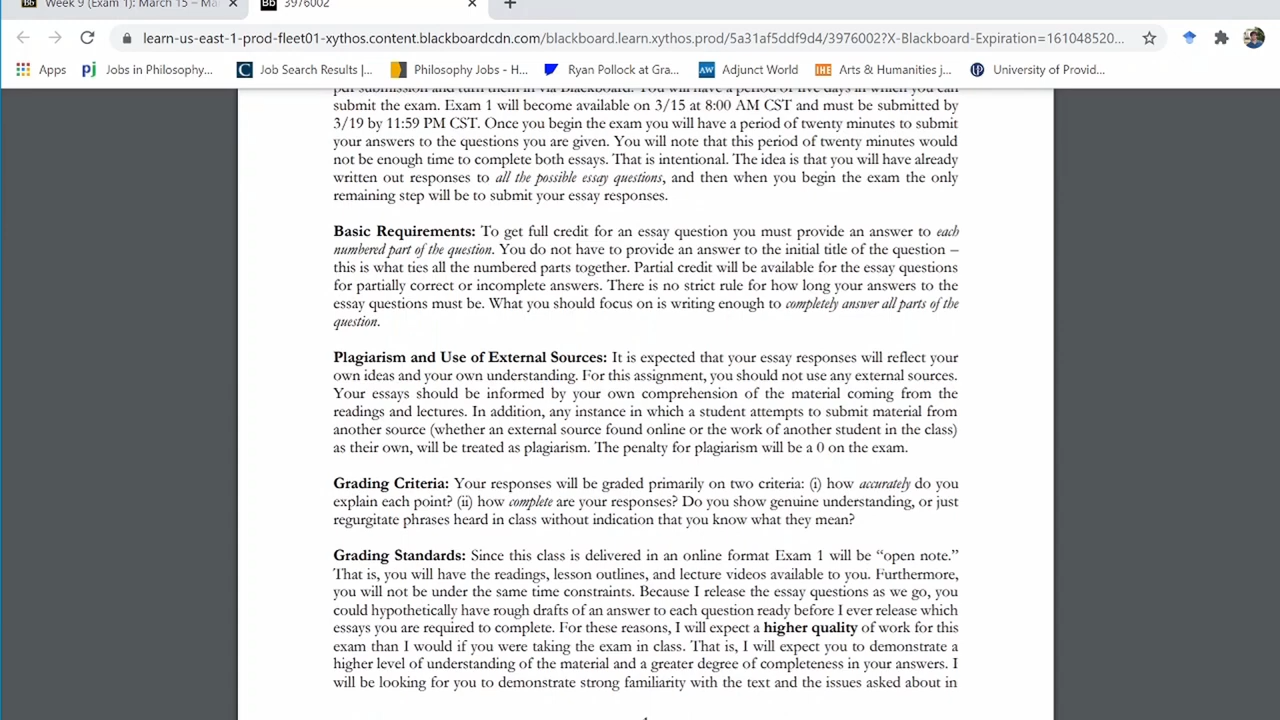 Week 9 (Exam 1): March 15 – Ma
3976002
learn-us-east-1-prod-fleet01-xythos.content.blackboardcdn.com/blackboard.learn.xythos.prod/5a31af5ddf9d4/3976002?X-Blackboard-Expiration=161048520...
Apps Jobs in Philosophy... Job Search Results |... Philosophy Jobs - H... Ryan Pollock at Gra... Adjunct World Arts & Humanities j... University of Provid...
pdf submission and turn them in via Blackboard. You will have a period of five days in which you can
submit the exam. Exam 1 will become available on 3/15 at 8:00 AM CST and must be submitted by
3/19 by 11:59 PM CST. Once you begin the exam you will have a period of twenty minutes to submit
your answers to the questions you are given. You will note that this period of twenty minutes would
not be enough time to complete both essays. That is intentional. The idea is that you will have already
written out responses to all the possible essay questions, and then when you begin the exam the only
remaining step will be to submit your essay responses.
Basic Requirements: To get full credit for an essay question you must provide an answer to each
numbered part of the question. You do not have to provide an answer to the initial title of the question –
this is what ties all the numbered parts together. Partial credit will be available for the essay questions
for partially correct or incomplete answers. There is no strict rule for how long your answers to the
essay questions must be. What you should focus on is writing enough to completely answer all parts of the
question.
Plagiarism and Use of External Sources: It is expected that your essay responses will reflect your
own ideas and your own understanding. For this assignment, you should not use any external sources.
Your essays should be informed by your own comprehension of the material coming from the
readings and lectures. In addition, any instance in which a student attempts to submit material from
another source (whether an external source found online or the work of another student in the class)
as their own, will be treated as plagiarism. The penalty for plagiarism will be a 0 on the exam.
Grading Criteria: Your responses will be graded primarily on two criteria: (i) how accurately do you
explain each point? (ii) how complete are your responses? Do you show genuine understanding, or just
regurgitate phrases heard in class without indication that you know what they mean?
Grading Standards: Since this class is delivered in an online format Exam 1 will be “open note.”
That is, you will have the readings, lesson outlines, and lecture videos available to you. Furthermore,
you will not be under the same time constraints. Because I release the essay questions as we go, you
could hypothetically have rough drafts of an answer to each question ready before I ever release which
essays you are required to complete. For these reasons, I will expect a higher quality of work for this
exam than I would if you were taking the exam in class. That is, I will expect you to demonstrate a
higher level of understanding of the material and a greater degree of completeness in your answers. I
will be looking for you to demonstrate strong familiarity with the text and the issues asked about in